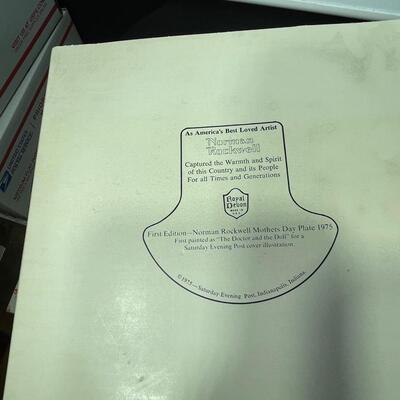 As America's Best Loved Artist
Norman
Rockwell
Captured the Warmth and Spirit
of this Country and its People
For all Times and Generations
Royal
Devon
First Edition—Norman Rockwell Mothers Day Plate 1975
First painted as "The Doctor and the Doll" for a
Saturday Evening Post cover illustration.
©1975—Saturday Evening Post, Indianapolis, Indiana.